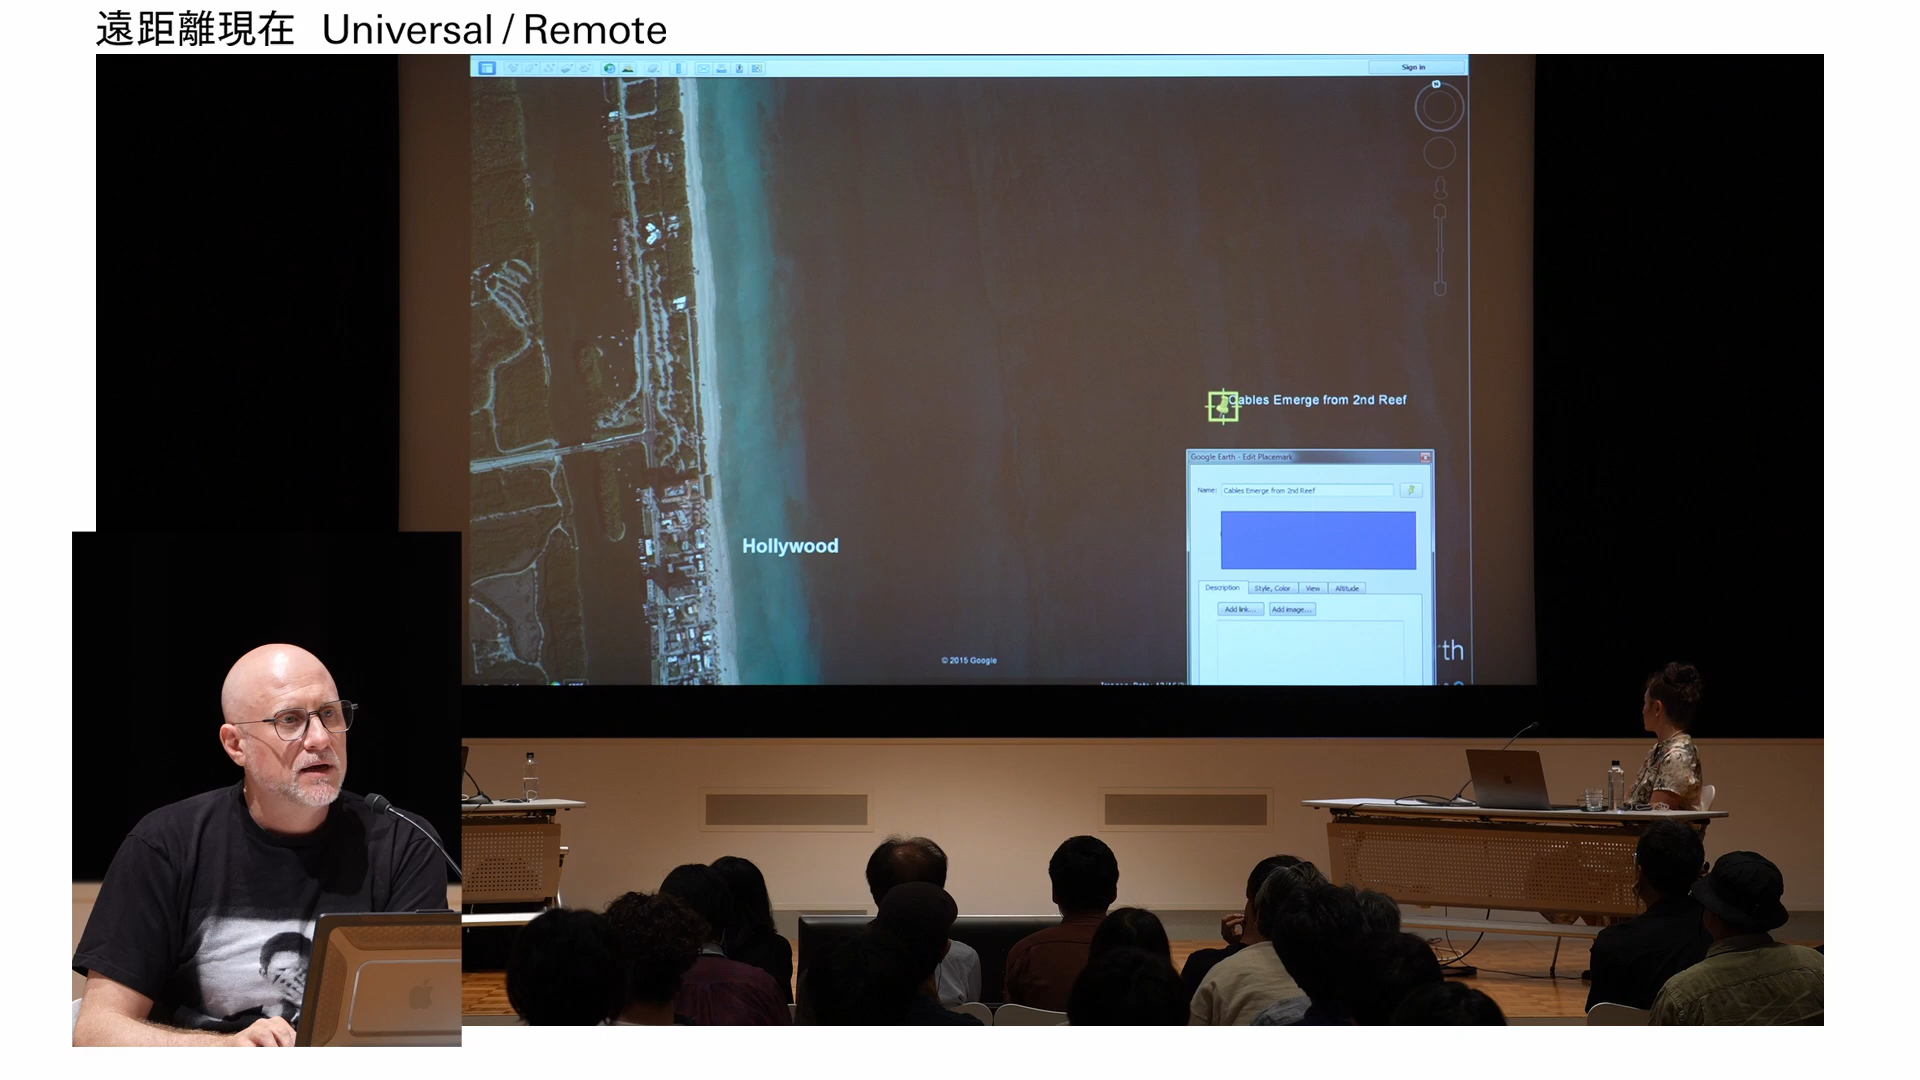 遠距離現在 Universal / Remote
Sign in
Cables Emerge from 2nd Reef
Google Earth - Edit Placemark
Name: Cables Emerge from 2nd Reef
Hollywood
Description Style, Color View Altitude
Add link... Add image...
© 2015 Google
th